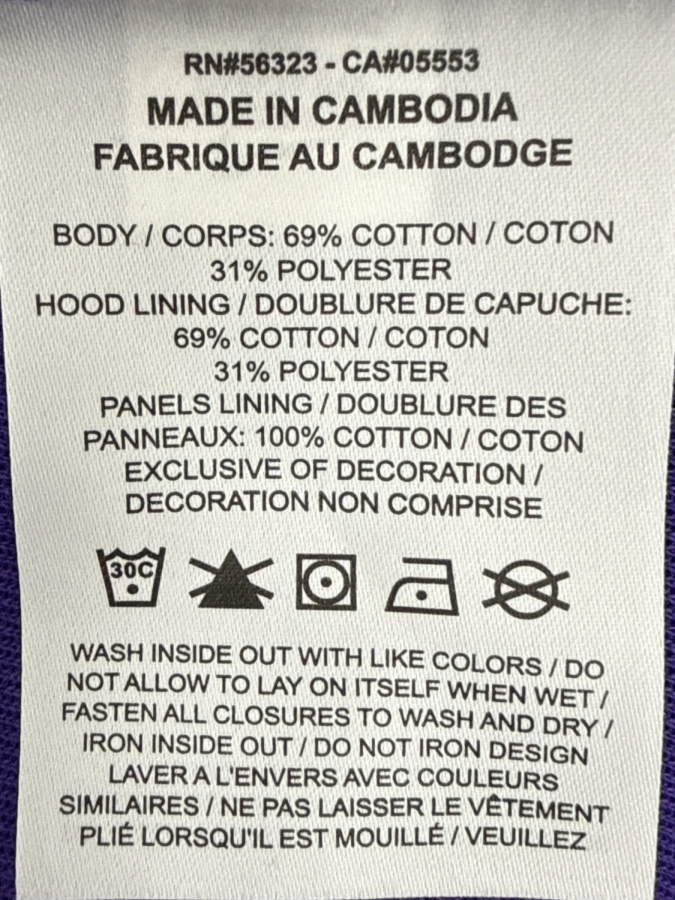 RN#56323 - CA#05553
MADE IN CAMBODIA
FABRIQUE AU CAMBODGE
BODY / CORPS: 69% COTTON / COTON
31% POLYESTER
HOOD LINING / DOUBLURE DE CAPUCHE:
69% COTTON / COTON
31% POLYESTER
PANELS LINING / DOUBLURE DES
PANNEAUX: 100% COTTON / COTON
EXCLUSIVE OF DECORATION /
DECORATION NON COMPRISE
30C
WASH INSIDE OUT WITH LIKE COLORS / DO
NOT ALLOW TO LAY ON ITSELF WHEN WET /
FASTEN ALL CLOSURES TO WASH AND DRY /
IRON INSIDE OUT / DO NOT IRON DESIGN
LAVER A L'ENVERS AVEC COULEURS
SIMILAIRES / NE PAS LAISSER LE VÊTEMENT
PLIÉ LORSQU'IL EST MOUILLÉ / VEUILLEZ